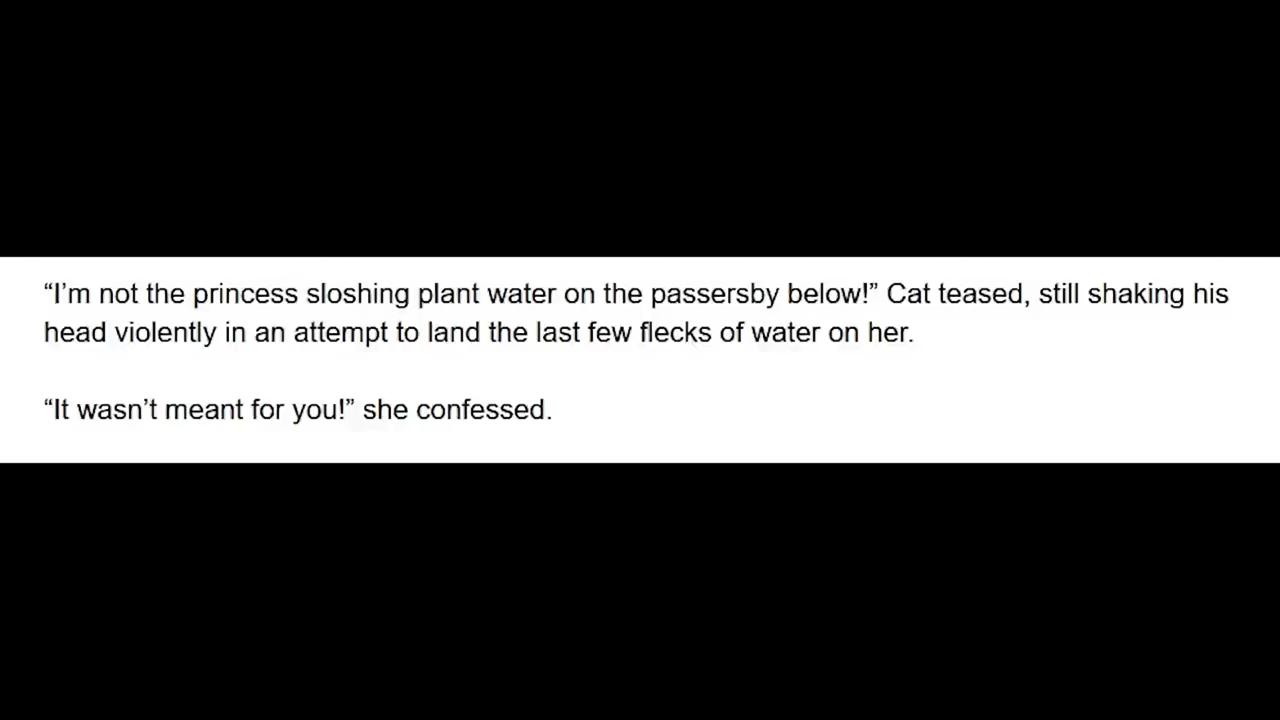 “I’m not the princess sloshing plant water on the passersby below!” Cat teased, still shaking his
head violently in an attempt to land the last few flecks of water on her.
“It wasn’t meant for you!” she confessed.